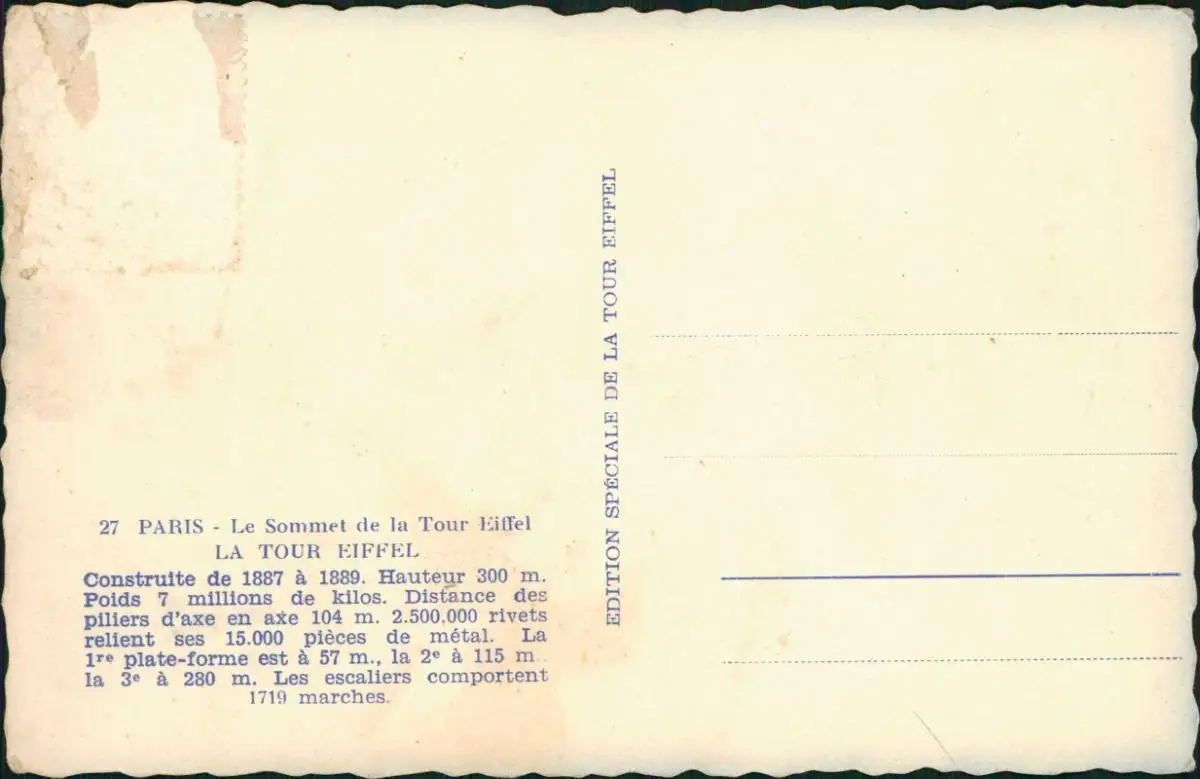 27 PARIS - Le Sommet de la Tour Eiffel
LA TOUR EIFFEL
Construite de 1887 à 1889. Hauteur 300 m.
Poids 7 millions de kilos. Distance des
piliers d'axe en axe 104 m. 2.500.000 rivets
relient ses 15.000 pièces de métal. La
1re plate-forme est à 57 m., la 2e à 115 m.
la 3e à 280 m. Les escaliers comportent
1719 marches.
EDITION SPÉCIALE DE LA TOUR EIFFEL